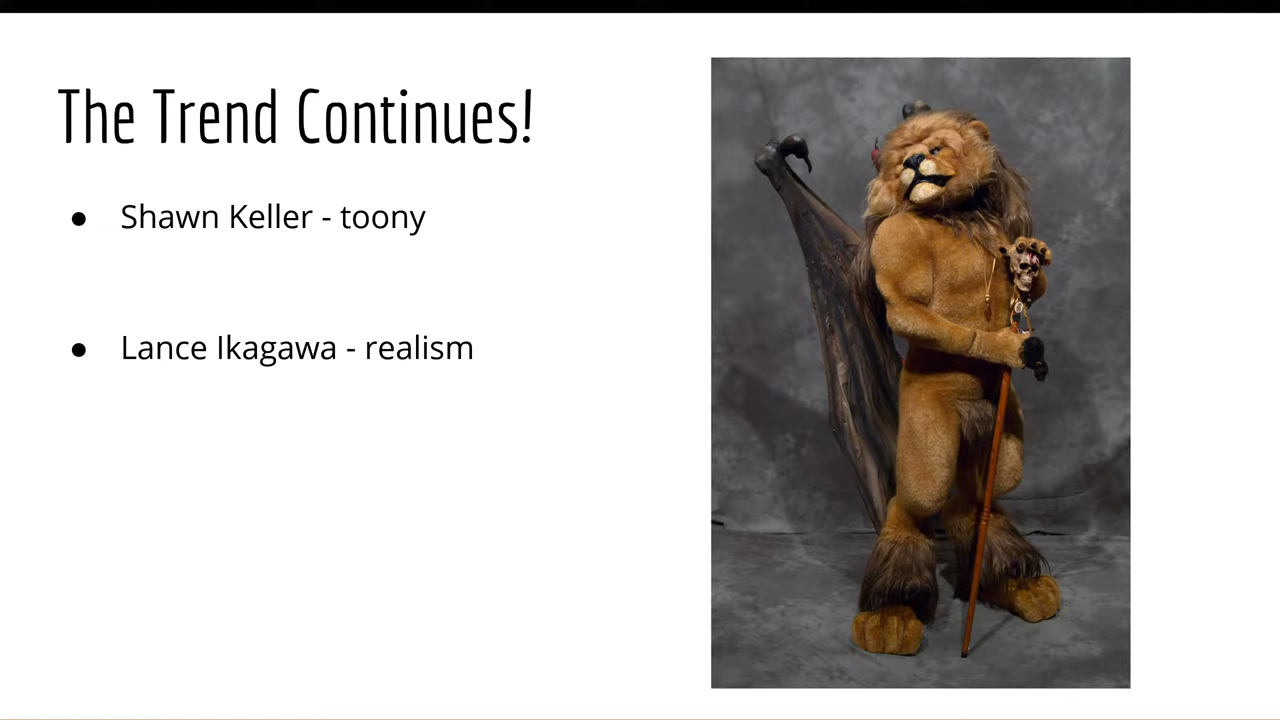 The Trend Continues!
● Shawn Keller - toony
● Lance Ikagawa - realism